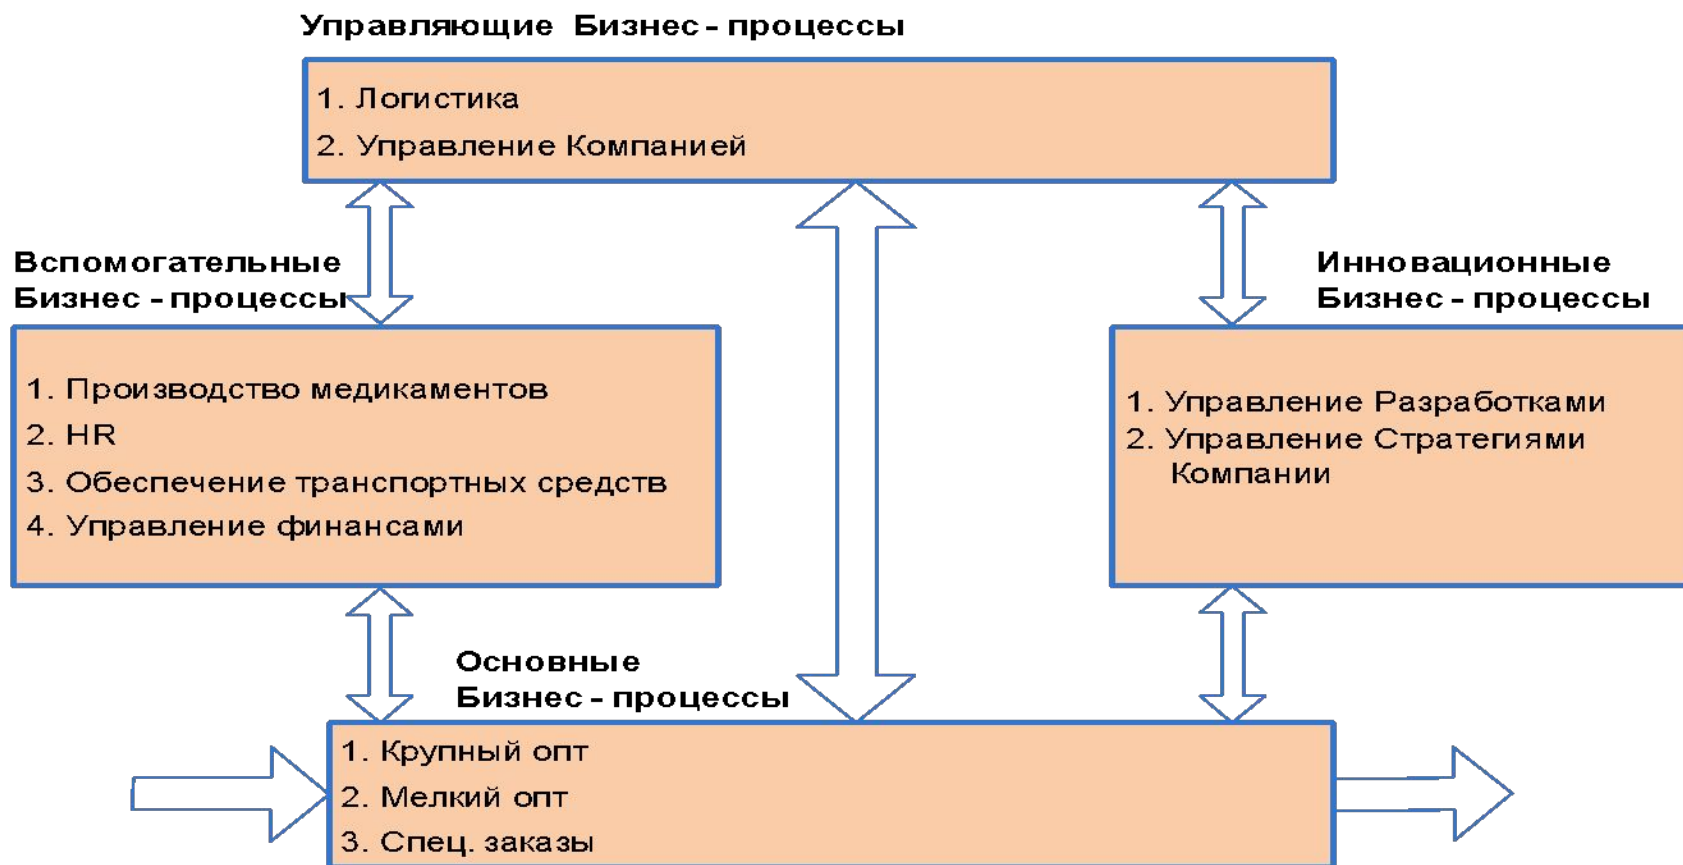 Управляющие Бизнес - процессы
1. Логистика
2. Управление Компанией
Вспомогательные
Бизнес - процессы
1. Производство медикаментов
2. HR
3. Обеспечение транспортных средств
4. Управление финансами
Инновационные
Бизнес - процессы
1. Управление Разработками
2. Управление Стратегиями
Компании
Основные
Бизнес - процессы
1. Крупный опт
2. Мелкий опт
3. Спец. заказы